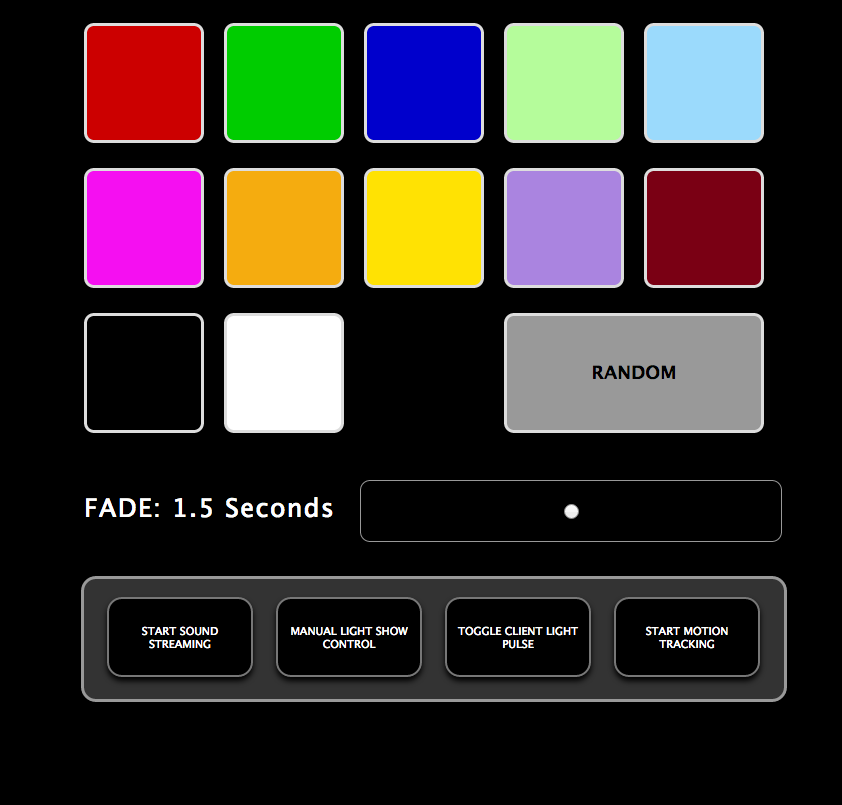 RANDOM
FADE: 1.5 Seconds
START SOUND
STREAMING
MANUAL LIGHT SHOW
CONTROL
TOGGLE CLIENT LIGHT
PULSE
START MOTION
TRACKING